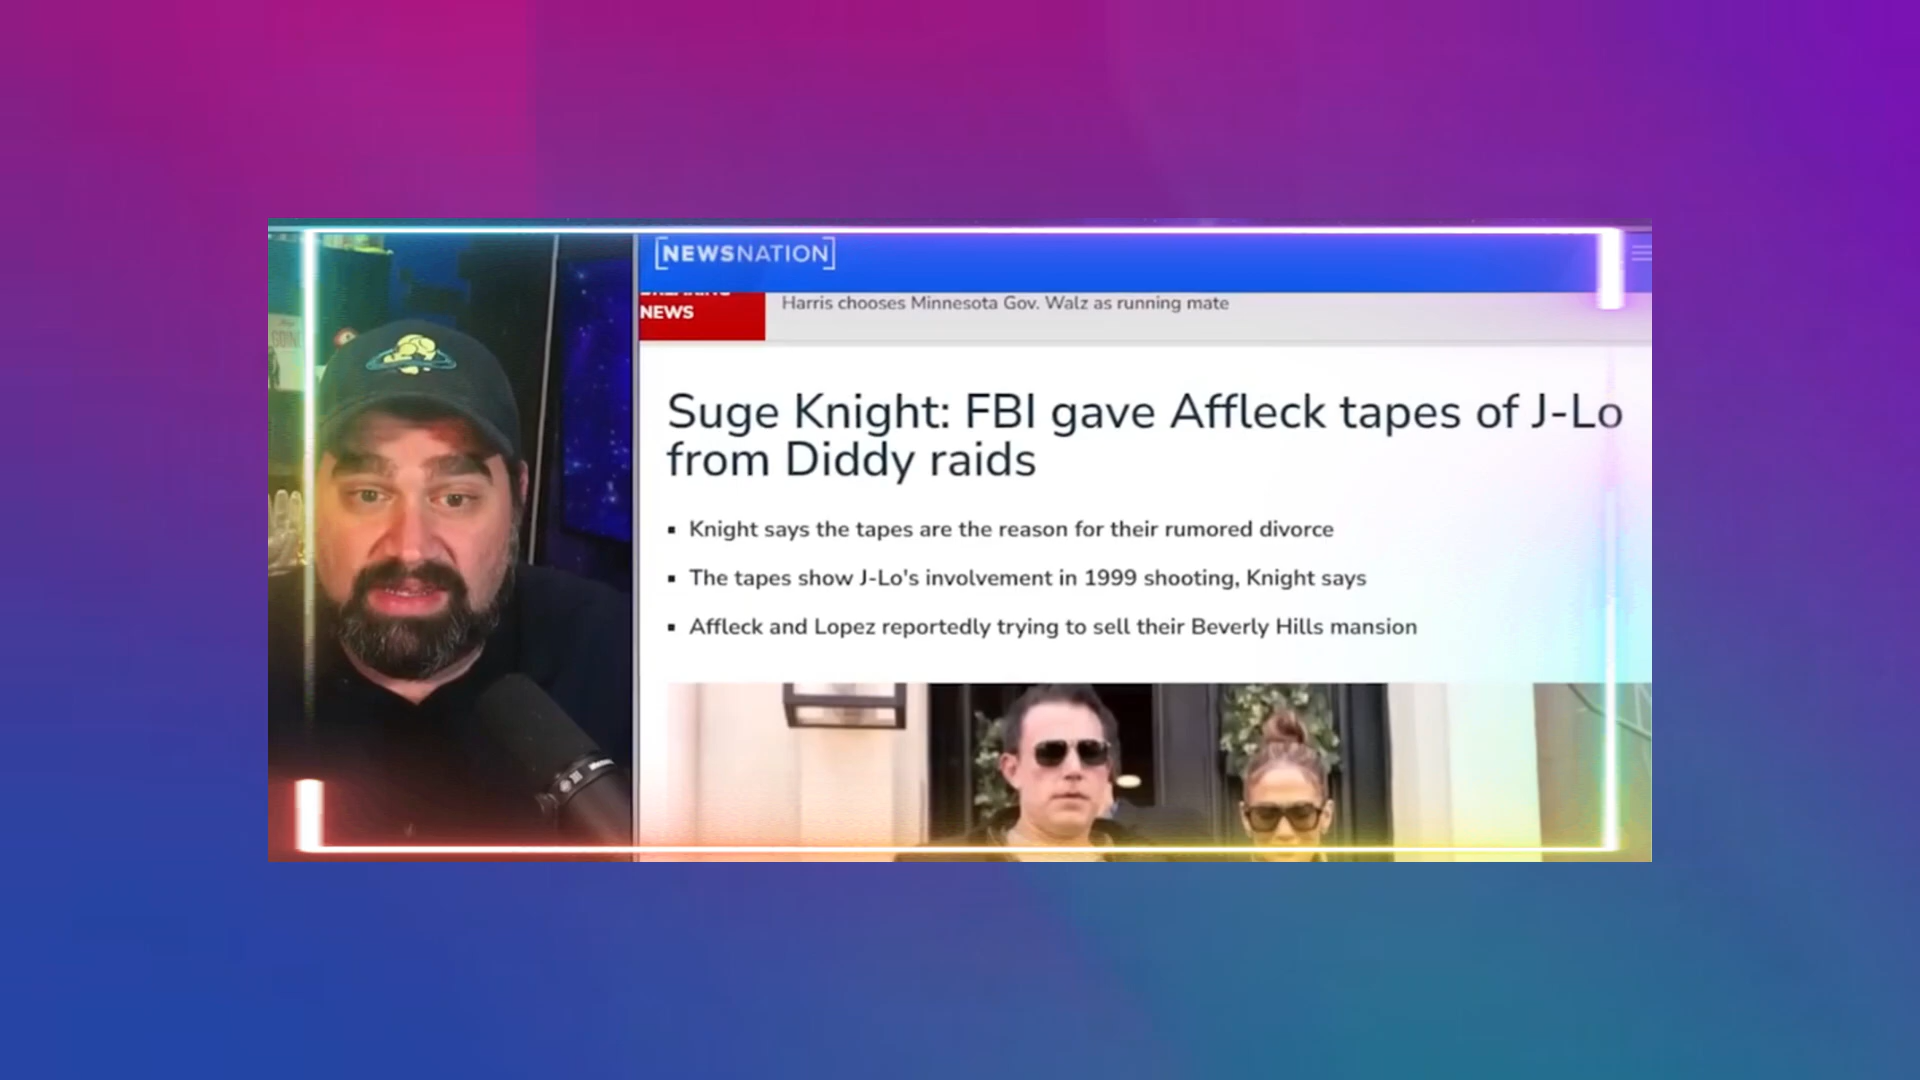 [NEWSNATION]
BREAKING
NEWS
Harris chooses Minnesota Gov. Walz as running mate
Suge Knight: FBI gave Affleck tapes of J-Lo
from Diddy raids
▪ Knight says the tapes are the reason for their rumored divorce
▪ The tapes show J-Lo's involvement in 1999 shooting, Knight says
▪ Affleck and Lopez reportedly trying to sell their Beverly Hills mansion